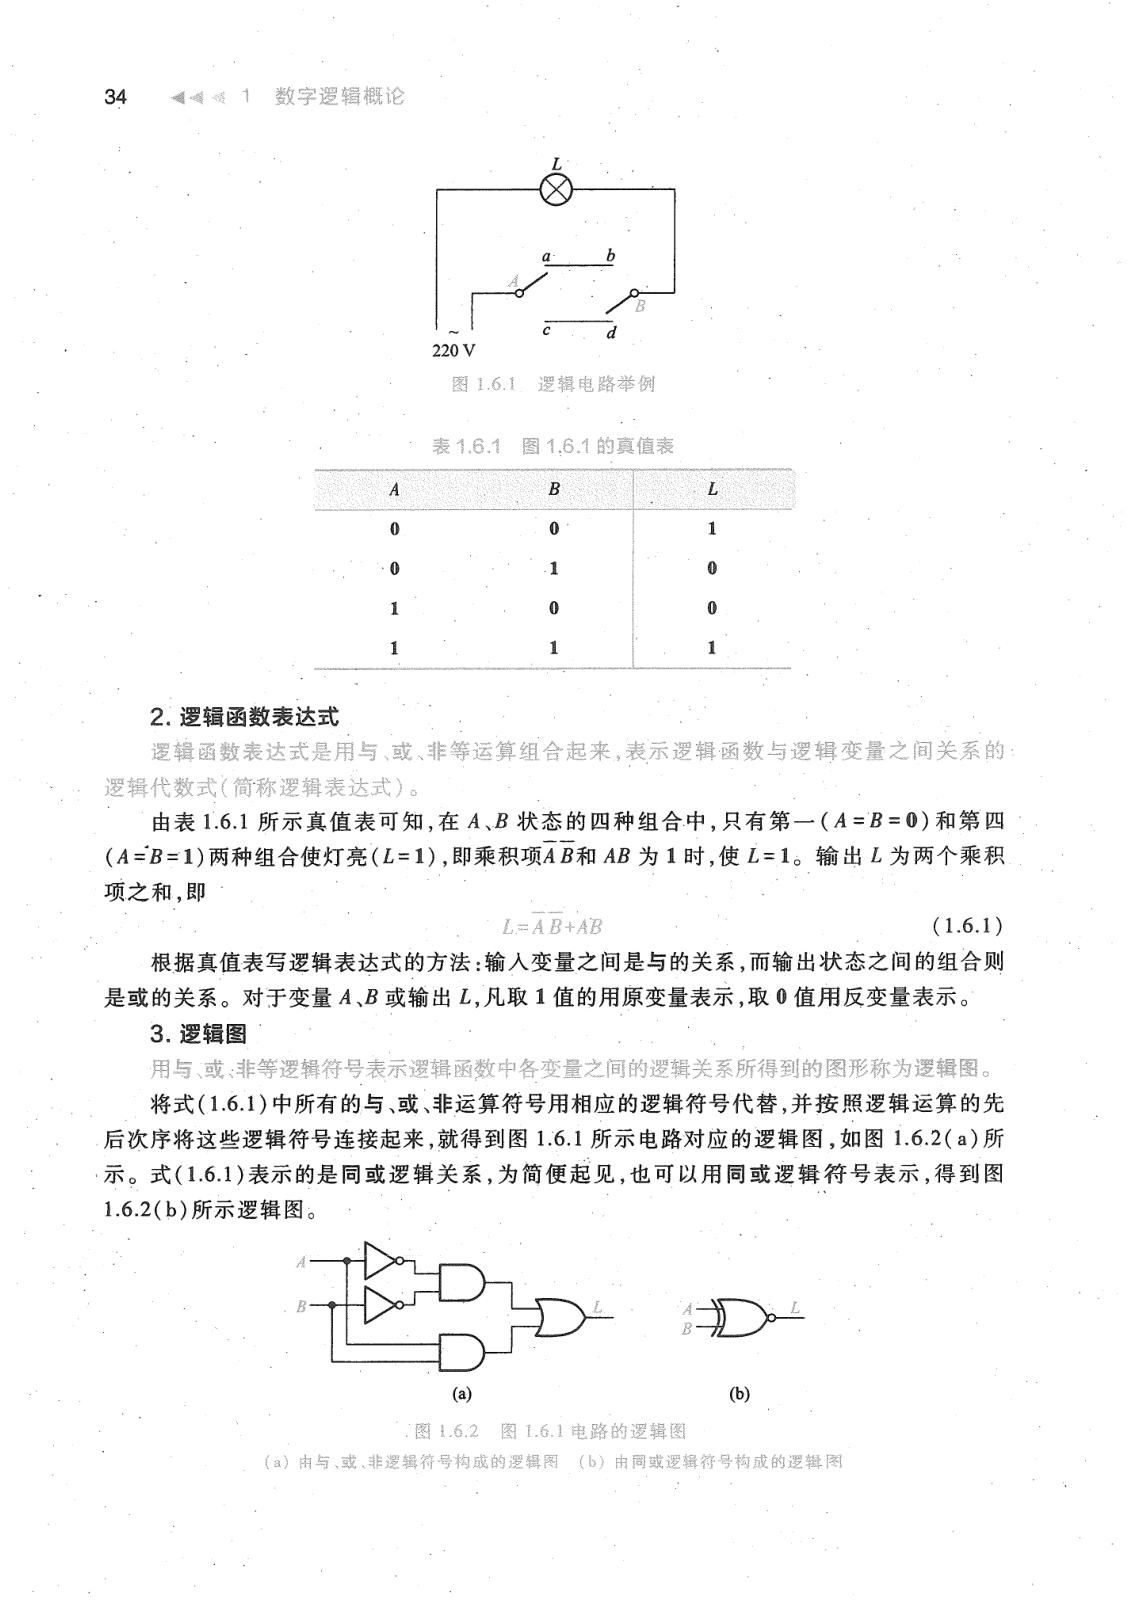 34 1 数字逻辑概论
L
a b
A
B
c d
~
220 V
图 1.6.1 逻辑电路举例
表 1.6.1 图 1.6.1 的真值表
A B L
0 0 1
0 1 0
1 0 0
1 1 1
2. 逻辑函数表达式
逻辑函数表达式是用与、或、非等运算组合起来,表示逻辑函数与逻辑变量之间关系的
逻辑代数式(简称逻辑表达式)。
由表 1.6.1 所示真值表可知,在 A、B 状态的四种组合中,只有第一(A=B=0)和第四
(A=B=1)两种组合使灯亮(L=1),即乘积项A̅ B̅和 AB 为 1 时,使 L=1。输出 L 为两个乘积
项之和,即
L=A̅ B̅+AB (1.6.1)
根据真值表写逻辑表达式的方法:输入变量之间是与的关系,而输出状态之间的组合则
是或的关系。对于变量 A、B 或输出 L,凡取 1 值的用原变量表示,取 0 值用反变量表示。
3. 逻辑图
用与、或、非等逻辑符号表示逻辑函数中各变量之间的逻辑关系所得到的图形称为逻辑图。
将式(1.6.1)中所有的与、或、非运算符号用相应的逻辑符号代替,并按照逻辑运算的先
后次序将这些逻辑符号连接起来,就得到图 1.6.1 所示电路对应的逻辑图,如图 1.6.2(a)所
示。式(1.6.1)表示的是同或逻辑关系,为简便起见,也可以用同或逻辑符号表示,得到图
1.6.2(b)所示逻辑图。
A
B L A L
B
(a) (b)
图 1.6.2 图 1.6.1 电路的逻辑图
(a) 由与、或、非逻辑符号构成的逻辑图 (b) 由同或逻辑符号构成的逻辑图